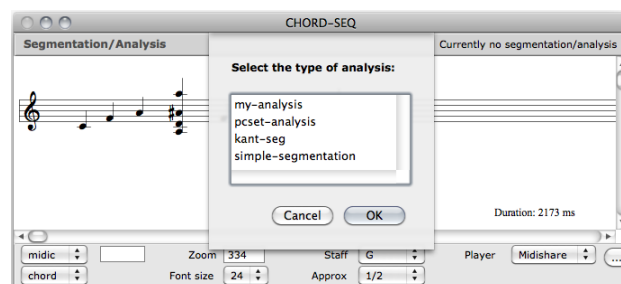 CHORD-SEQ
Segmentation/Analysis
Currently no segmentation/analysis
Select the type of analysis:
my-analysis
pcset-analysis
kant-seg
simple-segmentation
Cancel OK
Duration: 2173 ms
midic Zoom 334 Staff G Player Midishare ...
chord Font size 24 Approx 1/2